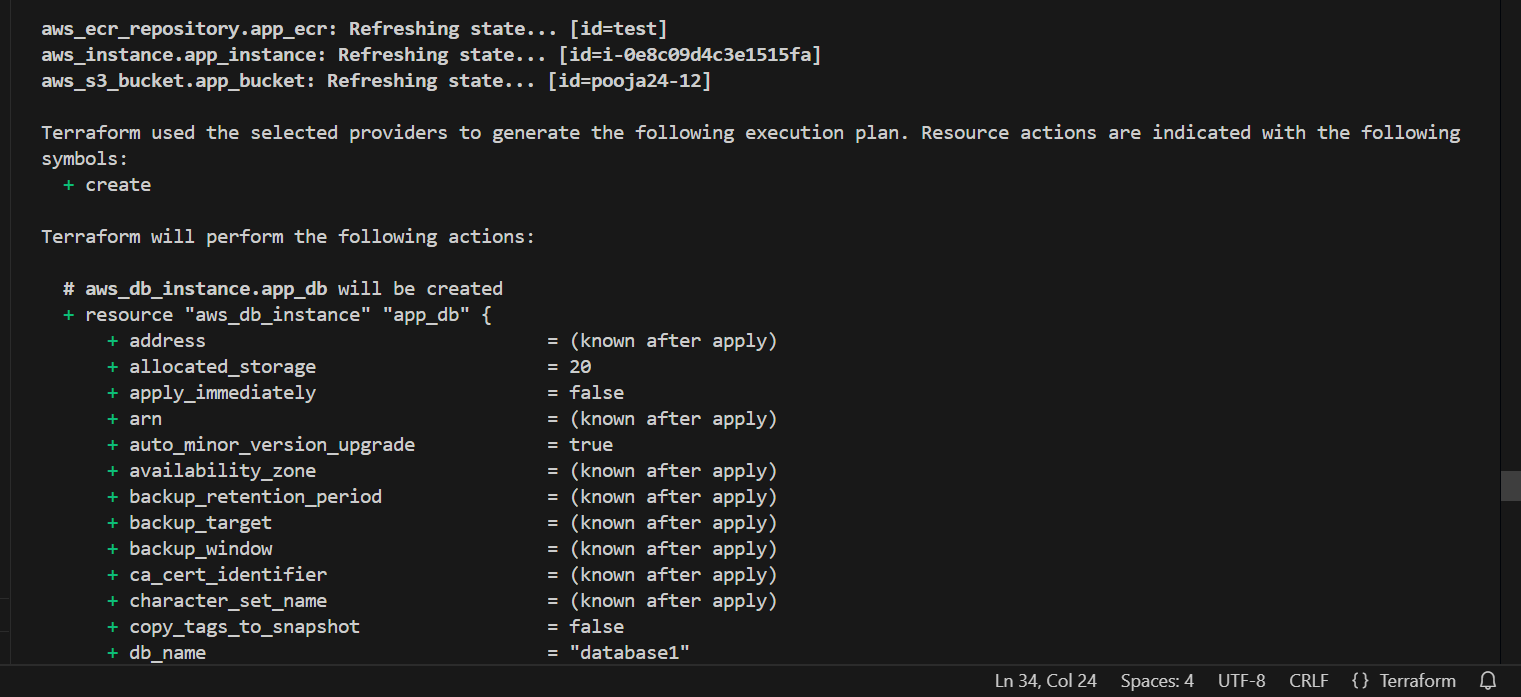 aws_ecr_repository.app_ecr: Refreshing state... [id=test]
aws_instance.app_instance: Refreshing state... [id=i-0e8c09d4c3e1515fa]
aws_s3_bucket.app_bucket: Refreshing state... [id=pooja24-12]
Terraform used the selected providers to generate the following execution plan. Resource actions are indicated with the following
symbols:
+ create
Terraform will perform the following actions:
# aws_db_instance.app_db will be created
+ resource "aws_db_instance" "app_db" {
+ address = (known after apply)
+ allocated_storage = 20
+ apply_immediately = false
+ arn = (known after apply)
+ auto_minor_version_upgrade = true
+ availability_zone = (known after apply)
+ backup_retention_period = (known after apply)
+ backup_target = (known after apply)
+ backup_window = (known after apply)
+ ca_cert_identifier = (known after apply)
+ character_set_name = (known after apply)
+ copy_tags_to_snapshot = false
+ db_name = "database1"
Ln 34, Col 24 Spaces: 4 UTF-8 CRLF {} Terraform